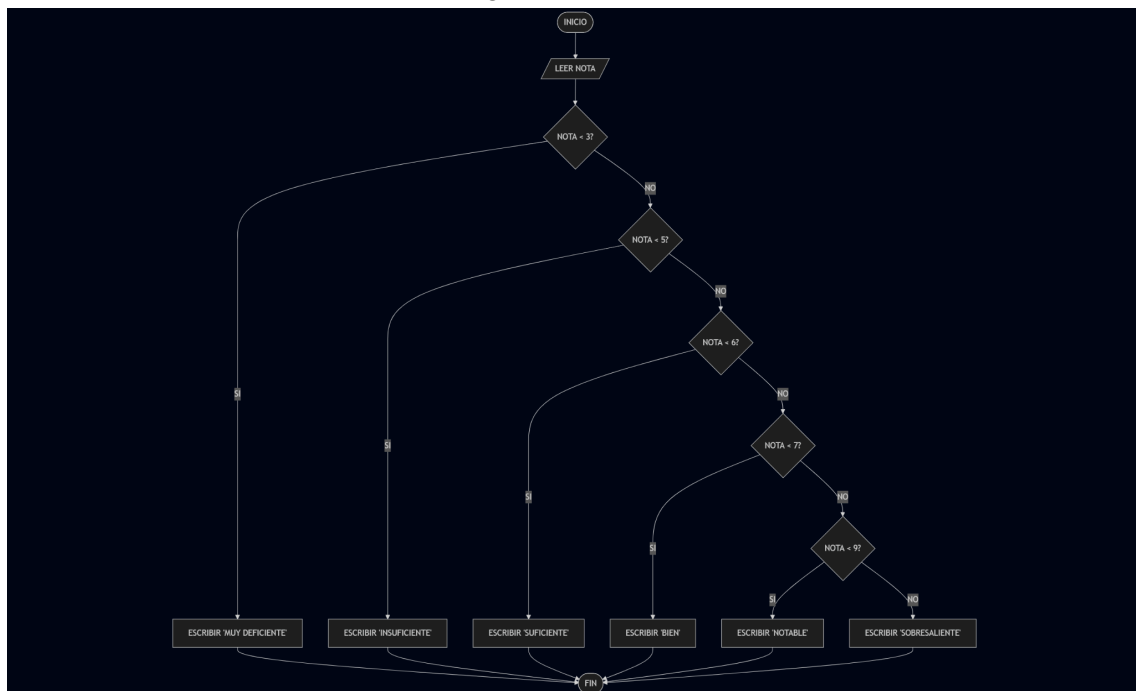 INICIO
LEER NOTA
NOTA < 3?
NO
NOTA < 5?
NO
NOTA < 6?
SI
NO
SI
NOTA < 7?
SI
NO
SI
NOTA < 9?
SI
NO
ESCRIBIR 'MUY DEFICIENTE'
ESCRIBIR 'INSUFICIENTE'
ESCRIBIR 'SUFICIENTE'
ESCRIBIR 'BIEN'
ESCRIBIR 'NOTABLE'
ESCRIBIR 'SOBRESALIENTE'
FIN